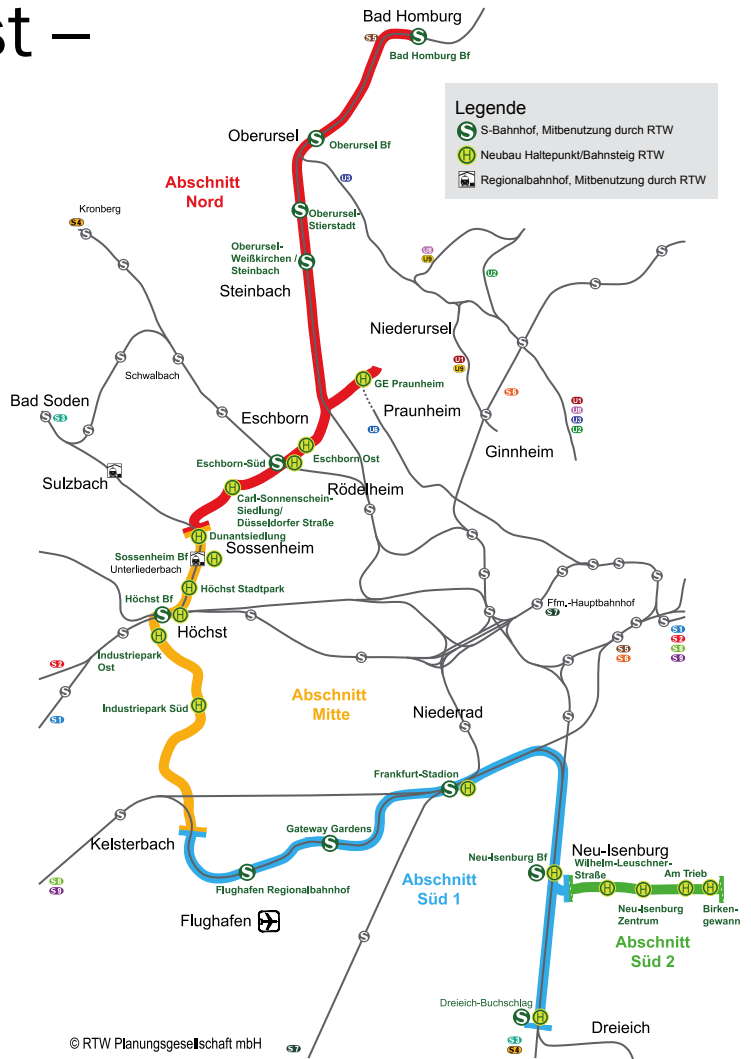 st –
Bad Homburg
S5
Bad Homburg Bf
Legende
S S-Bahnhof, Mitbenutzung durch RTW
H Neubau Haltepunkt/Bahnsteig RTW
Regionalbahnhof, Mitbenutzung durch RTW
Oberursel
Oberursel Bf
Abschnitt
Nord
U3
Kronberg
S4
Oberursel-
Stierstadt
Oberursel-
Weißkirchen /
Steinbach
Steinbach
U8
U9
U2
Niederursel
U1
U9
GE Praunheim
Schwalbach
S6
Bad Soden
S3
Praunheim
U1
U8
U3
U2
Eschborn
U6
Ginnheim
Eschborn Ost
Eschborn-Süd
Sulzbach
Rödelheim
Carl-Sonnenschein-
Siedlung/
Düsseldorfer Straße
Dunantsiedlung
Sossenheim
Sossenheim Bf
Unterliederbach
Höchst Stadtpark
Höchst Bf
Ffm.-Hauptbahnhof
S7
Höchst
S1
S2
S8
S9
S5
S6
S2
Industriepark
Ost
Abschnitt
Mitte
Industriepark Süd
Niederrad
S1
Frankfurt-Stadion
Kelsterbach
Gateway Gardens
Neu-Isenburg
Neu-Isenburg Bf
Wilhelm-Leuschner-
Straße
Am Trieb
S8
S9
Flughafen Regionalbahnhof
Abschnitt
Süd 1
Neu-Isenburg
Zentrum
Birken-
gewann
Flughafen
Abschnitt
Süd 2
Dreieich-Buchschlag
Dreieich
S3
S4
© RTW Planungsgesellschaft mbH
S7